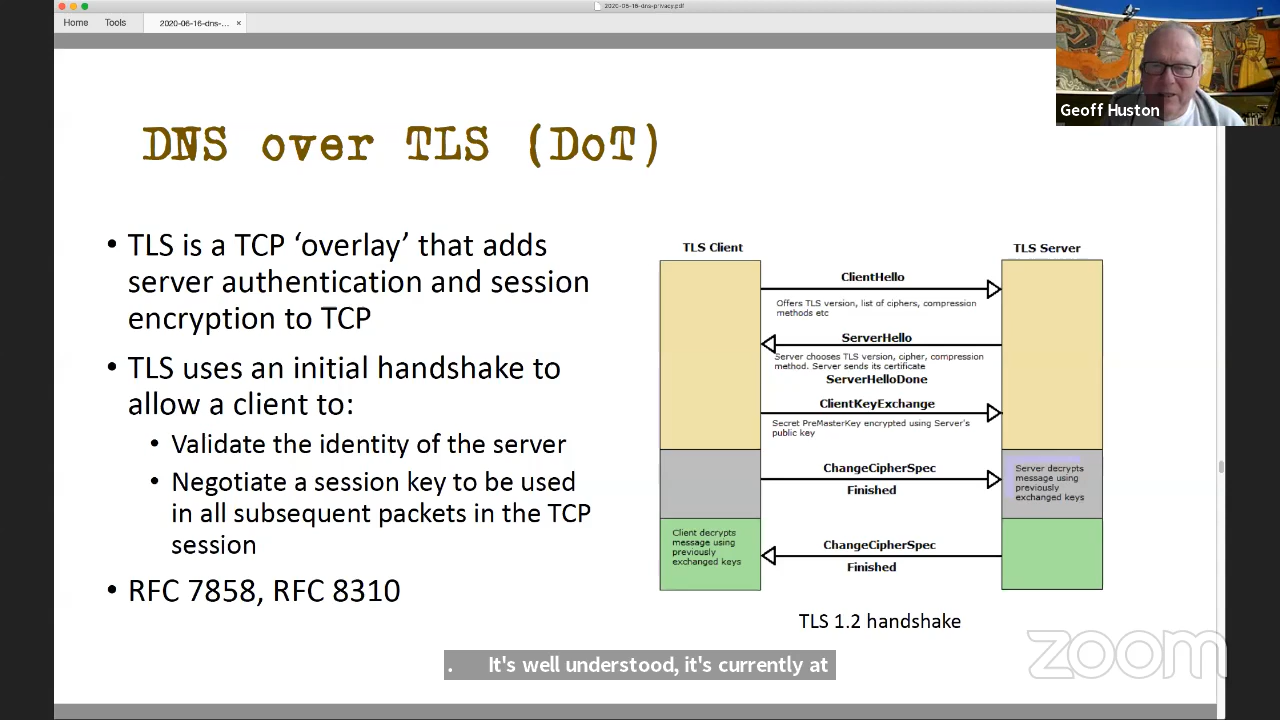 2020-06-16-dns-privacy.pdf
Home Tools 2020-06-16-dns-... ×
Geoff Huston
DNS over TLS (DoT)
• TLS is a TCP ‘overlay’ that adds
server authentication and session
encryption to TCP
• TLS uses an initial handshake to
allow a client to:
• Validate the identity of the server
• Negotiate a session key to be used
in all subsequent packets in the TCP
session
• RFC 7858, RFC 8310
TLS Client
TLS Server
ClientHello
Offers TLS version, list of ciphers, compression
methods etc
ServerHello
Server chooses TLS version, cipher, compression
method. Server sends its certificate
ServerHelloDone
ClientKeyExchange
Secret PreMasterKey encrypted using Server's
public key
ChangeCipherSpec
Finished
Server decrypts
message using
previously
exchanged keys
Client decrypts
message using
previously
exchanged keys
ChangeCipherSpec
Finished
TLS 1.2 handshake
zoom
. It's well understood, it's currently at